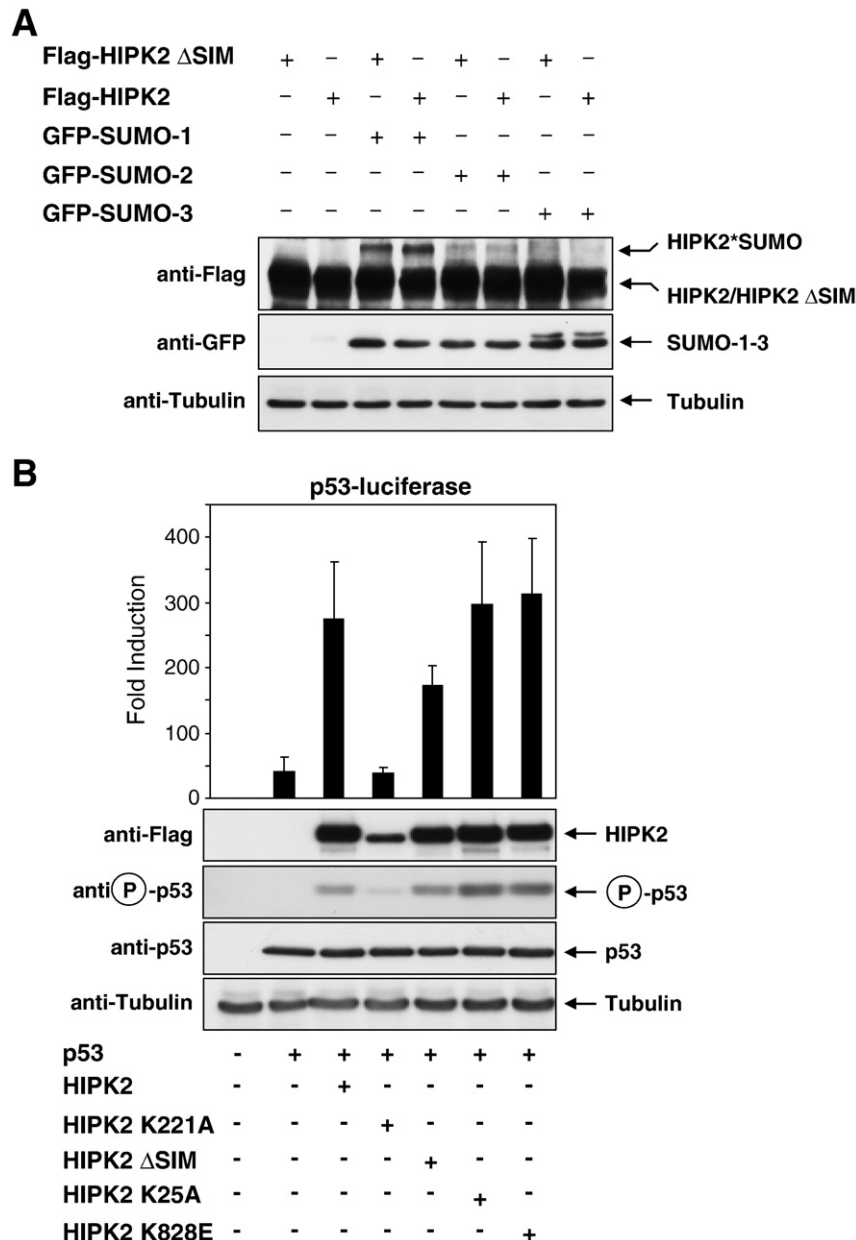 A
Flag-HIPK2 ΔSIM + – + – + – + –
Flag-HIPK2 – + – + – + – +
GFP-SUMO-1 – – + + – – – –
GFP-SUMO-2 – – – – + + – –
GFP-SUMO-3 – – – – – – + +
anti-Flag HIPK2*SUMO
HIPK2/HIPK2 ΔSIM
anti-GFP SUMO-1-3
anti-Tubulin Tubulin
B
p53-luciferase
Fold Induction
400
300
200
100
0
anti-Flag HIPK2
anti P -p53 P -p53
anti-p53 p53
anti-Tubulin Tubulin
p53 - + + + + + +
HIPK2 - - + - - - -
HIPK2 K221A - - - + - - -
HIPK2 ΔSIM - - - - + - -
HIPK2 K25A - - - - - + -
HIPK2 K828E - - - - - - +